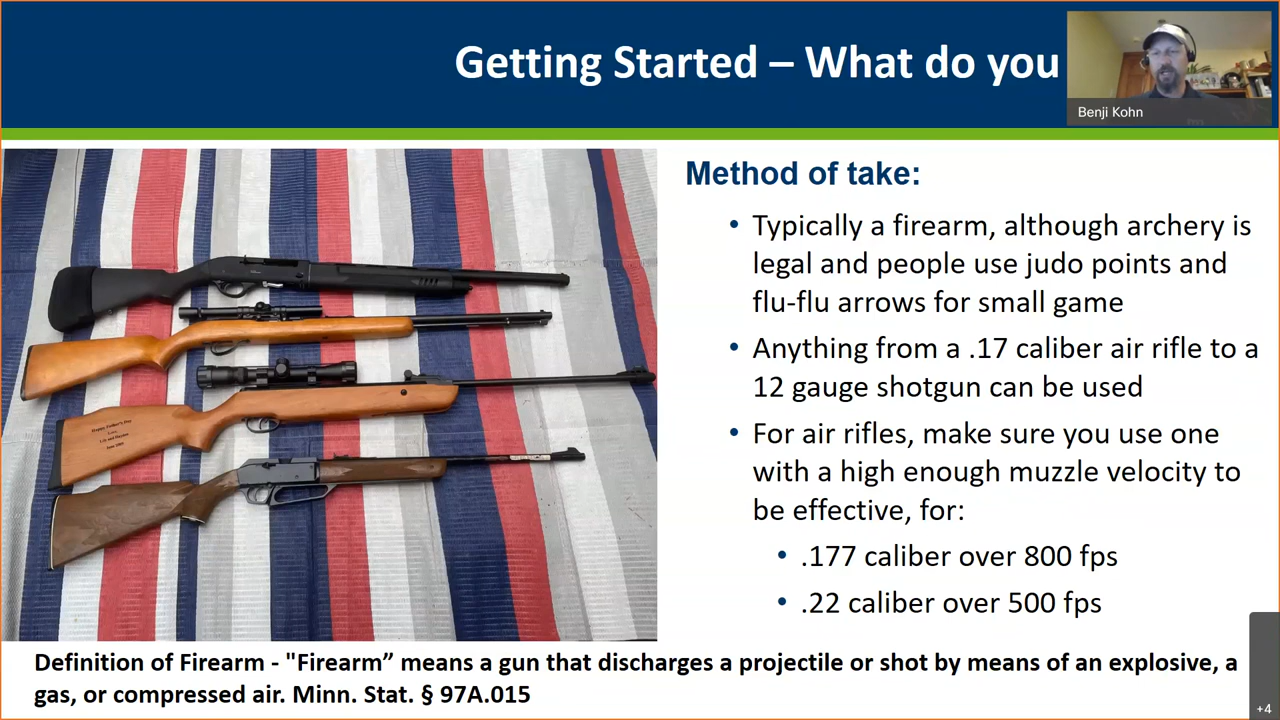 Getting Started – What do you
Benji Kohn
Method of take:
• Typically a firearm, although archery is
legal and people use judo points and
flu-flu arrows for small game
• Anything from a .17 caliber air rifle to a
12 gauge shotgun can be used
• For air rifles, make sure you use one
with a high enough muzzle velocity to
be effective, for:
• .177 caliber over 800 fps
• .22 caliber over 500 fps
Happy Father's Day
Definition of Firearm - "Firearm” means a gun that discharges a projectile or shot by means of an explosive, a
gas, or compressed air. Minn. Stat. § 97A.015
+4